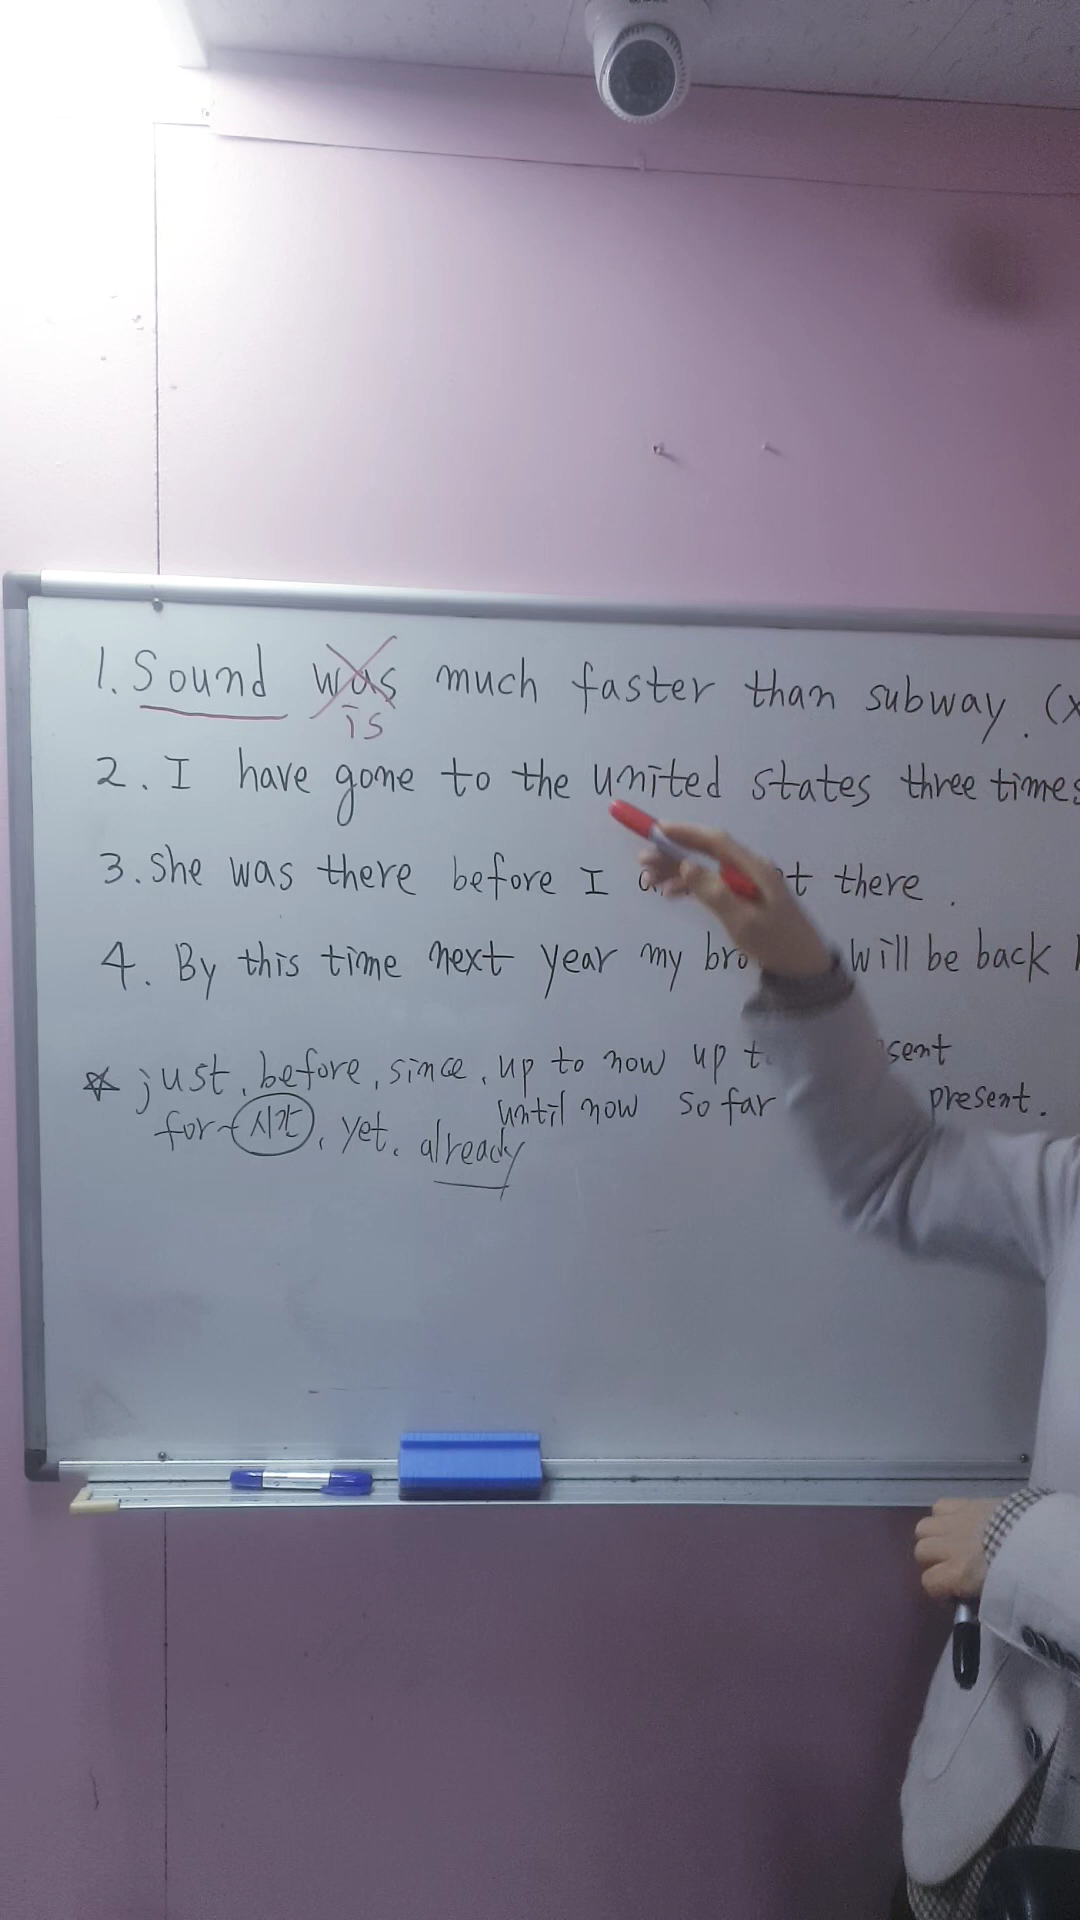 1. Sound was much faster than subway. (x
is
2. I have gone to the united states three times
3. She was there before I there.
4. By this time next year my will be back
☆ just, before, since, up to now up
until now so far present.
for ~ 시간, yet, already